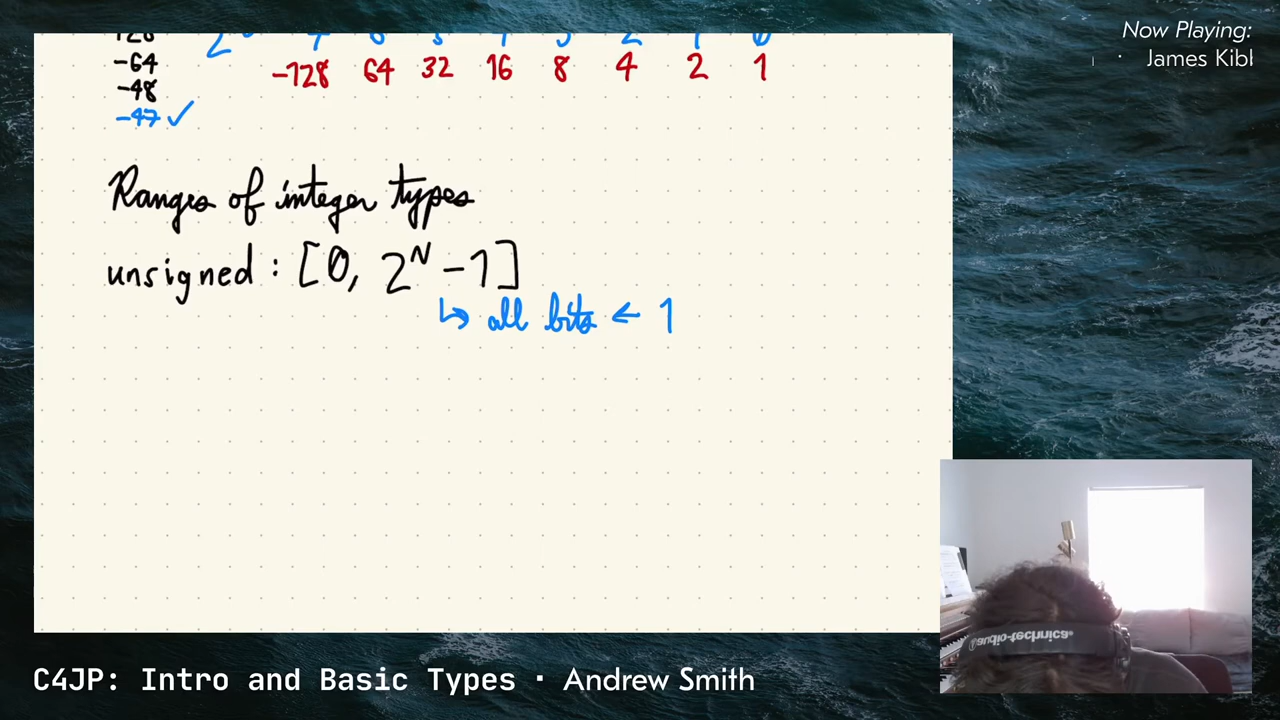 Now Playing:
James Kibl
-64
-128 64 32 16 8 4 2 1
-48
-47 ✓
Ranges of integer types
unsigned : [0, 2^N -1]
↳ all bits ← 1
audio-technica
C4JP: Intro and Basic Types · Andrew Smith